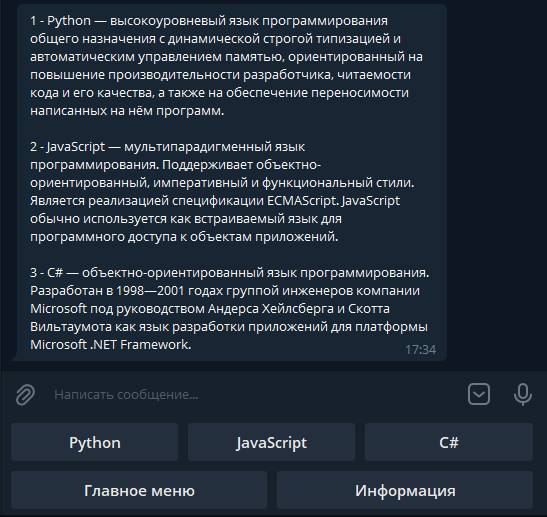 1 - Python — высокоуровневый язык программирования
общего назначения с динамической строгой типизацией и
автоматическим управлением памятью, ориентированный на
повышение производительности разработчика, читаемости
кода и его качества, а также на обеспечение переносимости
написанных на нём программ.
2 - JavaScript — мультипарадигменный язык
программирования. Поддерживает объектно-
ориентированный, императивный и функциональный стили.
Является реализацией спецификации ECMAScript. JavaScript
обычно используется как встраиваемый язык для
программного доступа к объектам приложений.
3 - C# — объектно-ориентированный язык программирования.
Разработан в 1998—2001 годах группой инженеров компании
Microsoft под руководством Андерса Хейлсберга и Скотта
Вильтаумота как язык разработки приложений для платформы
Microsoft .NET Framework.
17:34
Написать сообщение...
Python JavaScript C#
Главное меню Информация